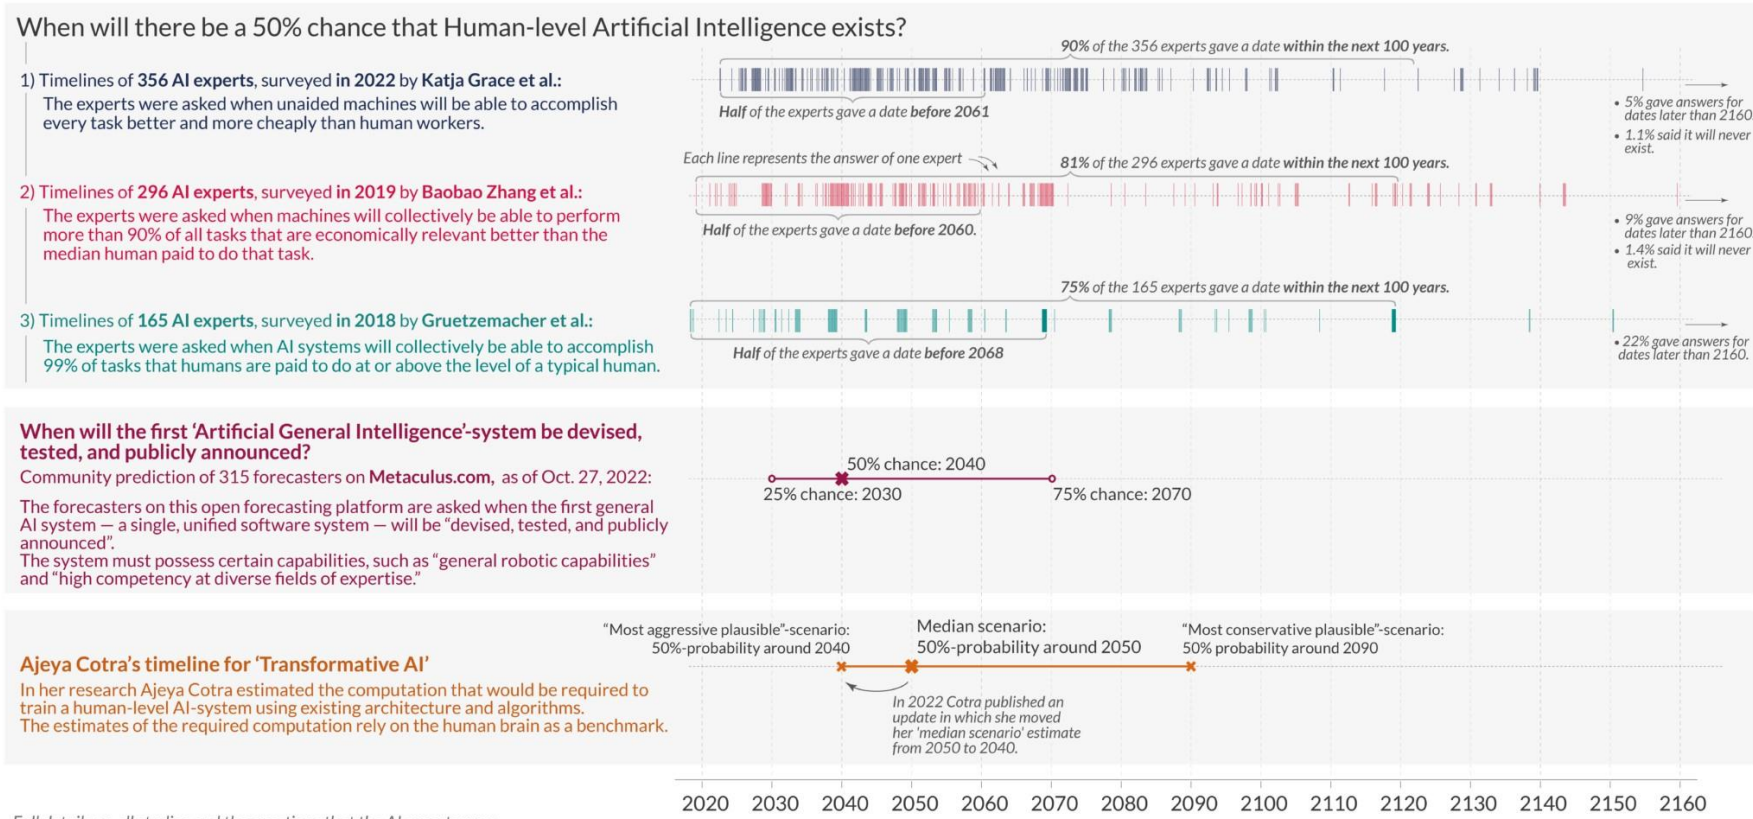 When will there be a 50% chance that Human-level Artificial Intelligence exists?
90% of the 356 experts gave a date within the next 100 years.
1) Timelines of 356 AI experts, surveyed in 2022 by Katja Grace et al.:
The experts were asked when unaided machines will be able to accomplish
every task better and more cheaply than human workers.
Half of the experts gave a date before 2061
• 5% gave answers for
dates later than 2160.
• 1.1% said it will never
exist.
Each line represents the answer of one expert
81% of the 296 experts gave a date within the next 100 years.
2) Timelines of 296 AI experts, surveyed in 2019 by Baobao Zhang et al.:
The experts were asked when machines will collectively be able to perform
more than 90% of all tasks that are economically relevant better than the
median human paid to do that task.
Half of the experts gave a date before 2060.
• 9% gave answers for
dates later than 2160.
• 1.4% said it will never
exist.
75% of the 165 experts gave a date within the next 100 years.
3) Timelines of 165 AI experts, surveyed in 2018 by Gruetzemacher et al.:
The experts were asked when AI systems will collectively be able to accomplish
99% of tasks that humans are paid to do at or above the level of a typical human.
Half of the experts gave a date before 2068
• 22% gave answers for
dates later than 2160.
When will the first ‘Artificial General Intelligence’-system be devised,
tested, and publicly announced?
Community prediction of 315 forecasters on Metaculus.com, as of Oct. 27, 2022:
The forecasters on this open forecasting platform are asked when the first general
AI system — a single, unified software system — will be “devised, tested, and publicly
announced”.
The system must possess certain capabilities, such as “general robotic capabilities”
and “high competency at diverse fields of expertise.”
50% chance: 2040
25% chance: 2030
75% chance: 2070
Ajeya Cotra’s timeline for ‘Transformative AI’
In her research Ajeya Cotra estimated the computation that would be required to
train a human-level AI-system using existing architecture and algorithms.
The estimates of the required computation rely on the human brain as a benchmark.
“Most aggressive plausible”-scenario:
50%-probability around 2040
Median scenario:
50%-probability around 2050
“Most conservative plausible”-scenario:
50% probability around 2090
In 2022 Cotra published an
update in which she moved
her 'median scenario' estimate
from 2050 to 2040.
2020 2030 2040 2050 2060 2070 2080 2090 2100 2110 2120 2130 2140 2150 2160